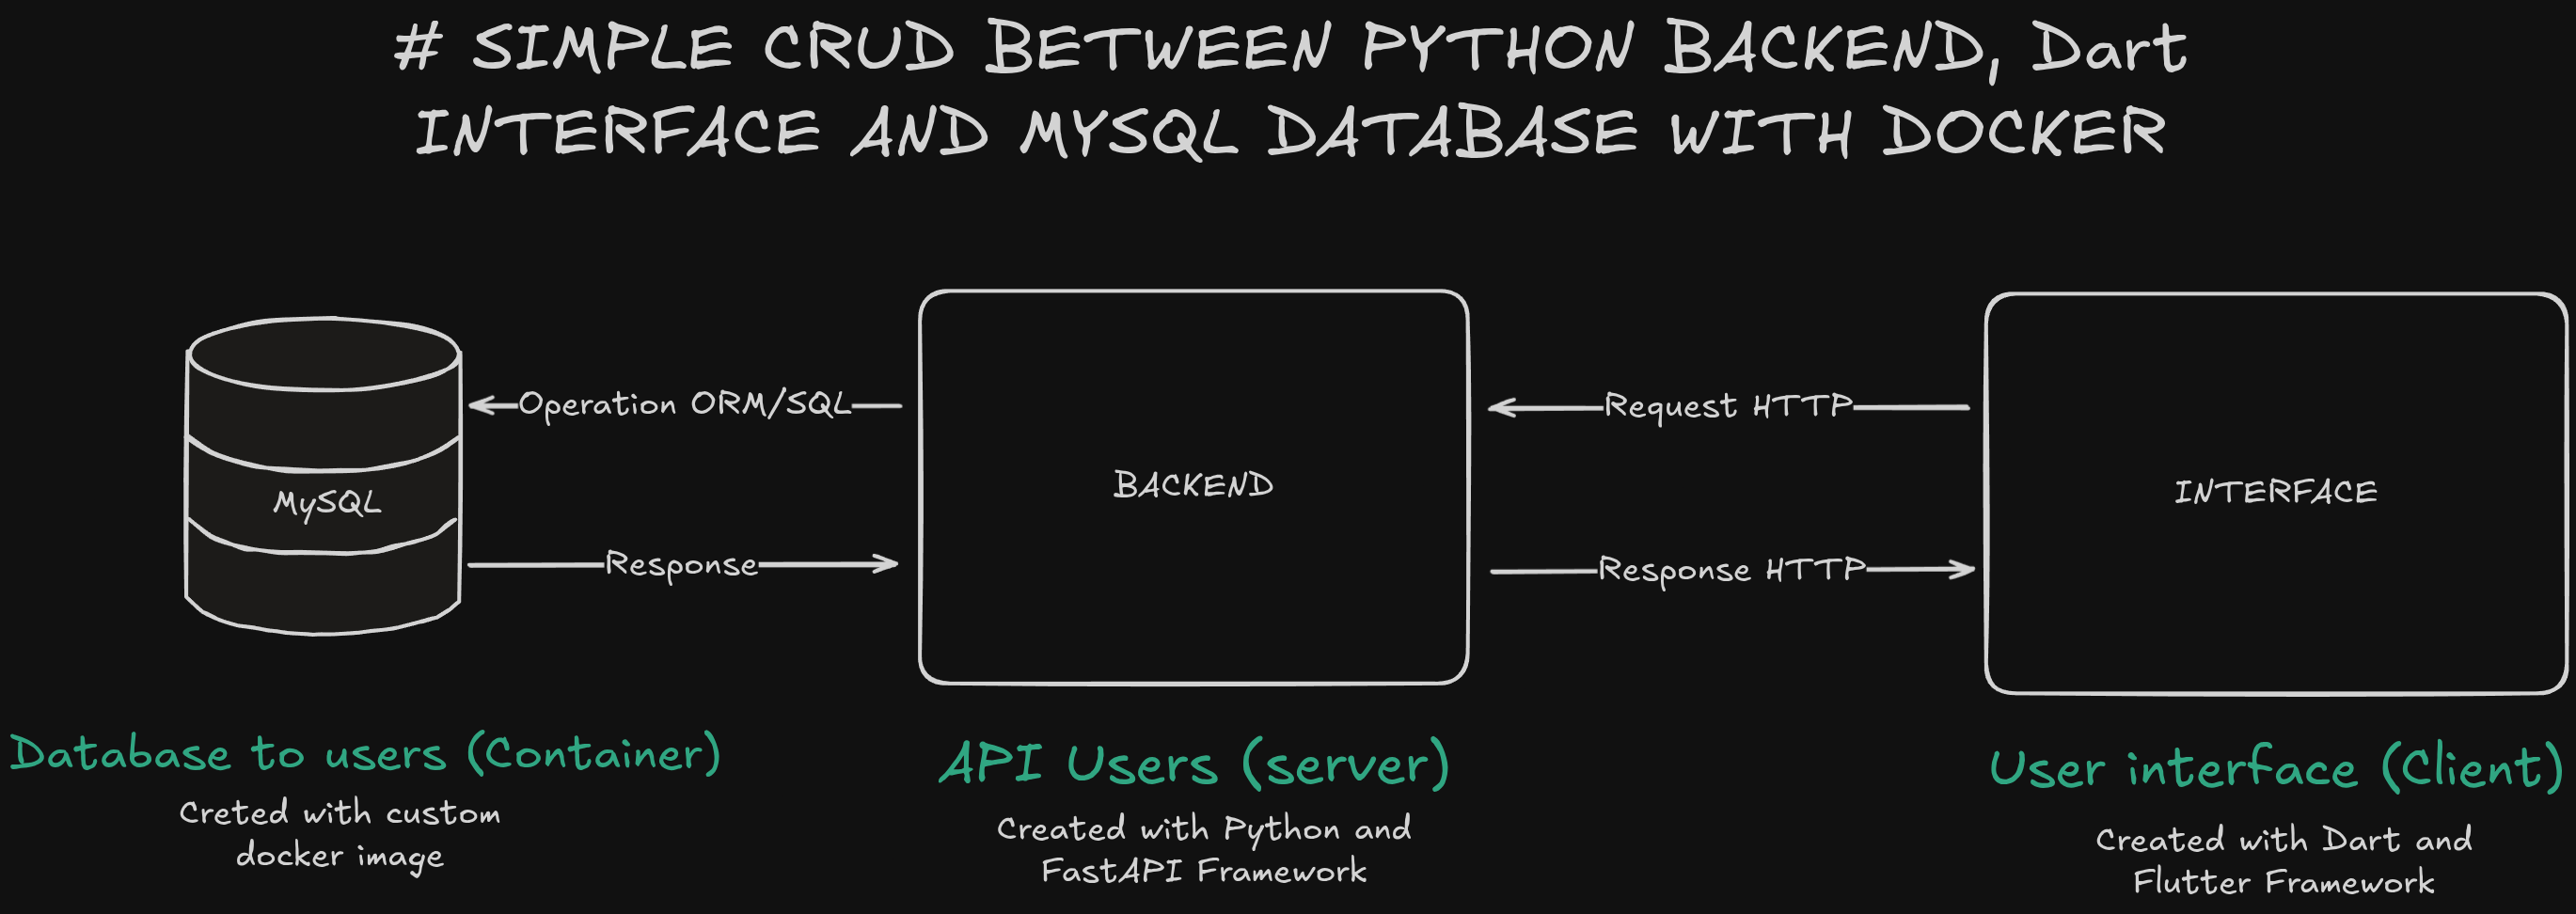 # SIMPLE CRUD BETWEEN PYTHON BACKEND, Dart
INTERFACE AND MYSQL DATABASE WITH DOCKER
Operation ORM/SQL
Request HTTP
BACKEND
INTERFACE
MySQL
Response
Response HTTP
Database to users (Container)
Creted with custom
docker image
API Users (server)
Created with Python and
FastAPI Framework
User interface (Client)
Created with Dart and
Flutter Framework